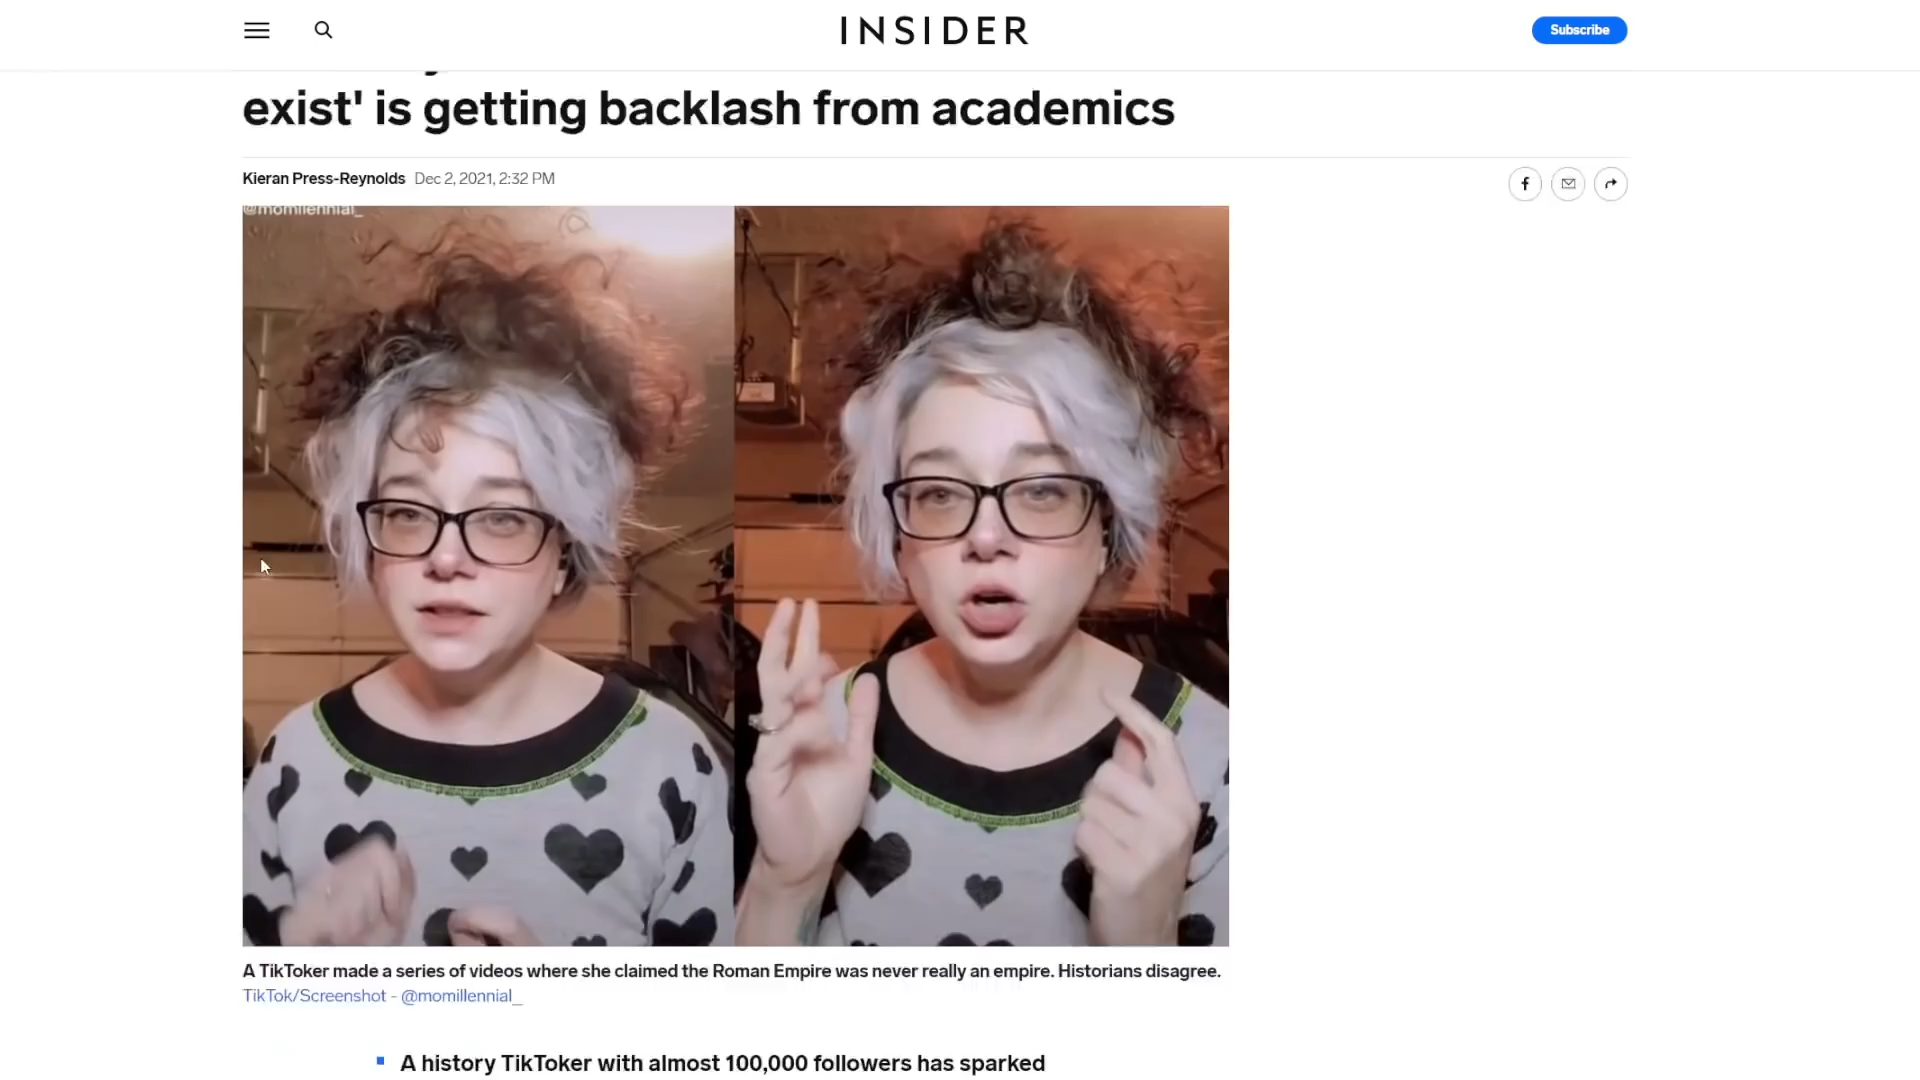 INSIDER
Subscribe
exist' is getting backlash from academics
Kieran Press-Reynolds Dec 2, 2021, 2:32 PM
@momillennial_
A TikToker made a series of videos where she claimed the Roman Empire was never really an empire. Historians disagree.
TikTok/Screenshot - @momillennial_
A history TikToker with almost 100,000 followers has sparked